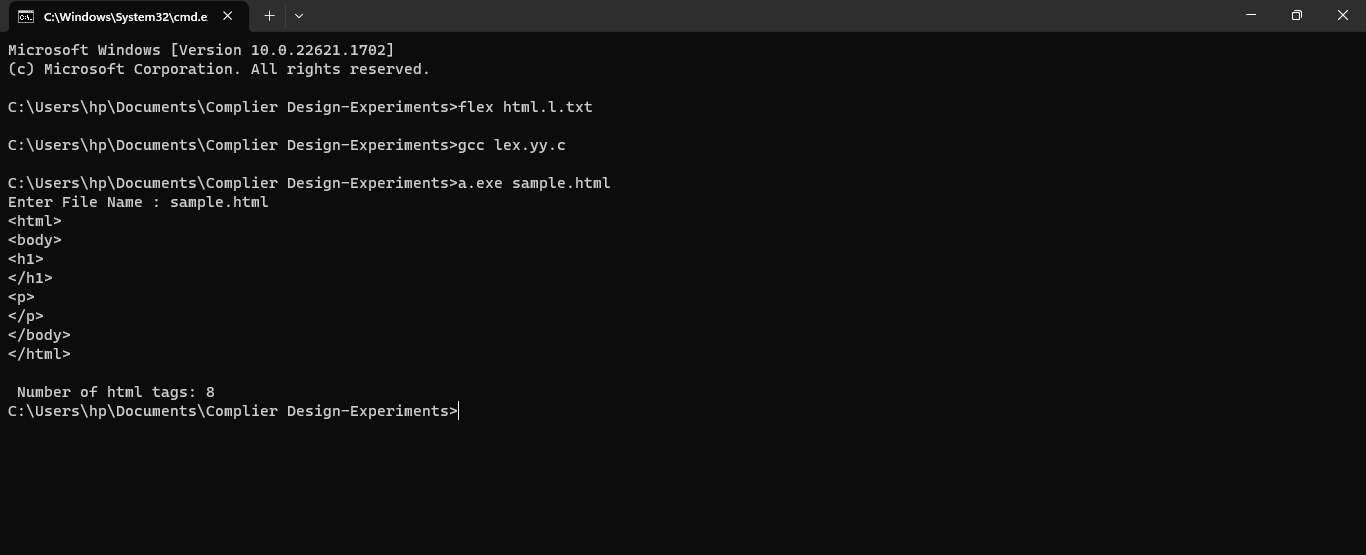 C:\Windows\System32\cmd.e
Microsoft Windows [Version 10.0.22621.1702]
(c) Microsoft Corporation. All rights reserved.
C:\Users\hp\Documents\Complier Design-Experiments>flex html.l.txt
C:\Users\hp\Documents\Complier Design-Experiments>gcc lex.yy.c
C:\Users\hp\Documents\Complier Design-Experiments>a.exe sample.html
Enter File Name : sample.html
<html>
<body>
<h1>
</h1>
<p>
</p>
</body>
</html>
Number of html tags: 8
C:\Users\hp\Documents\Complier Design-Experiments>